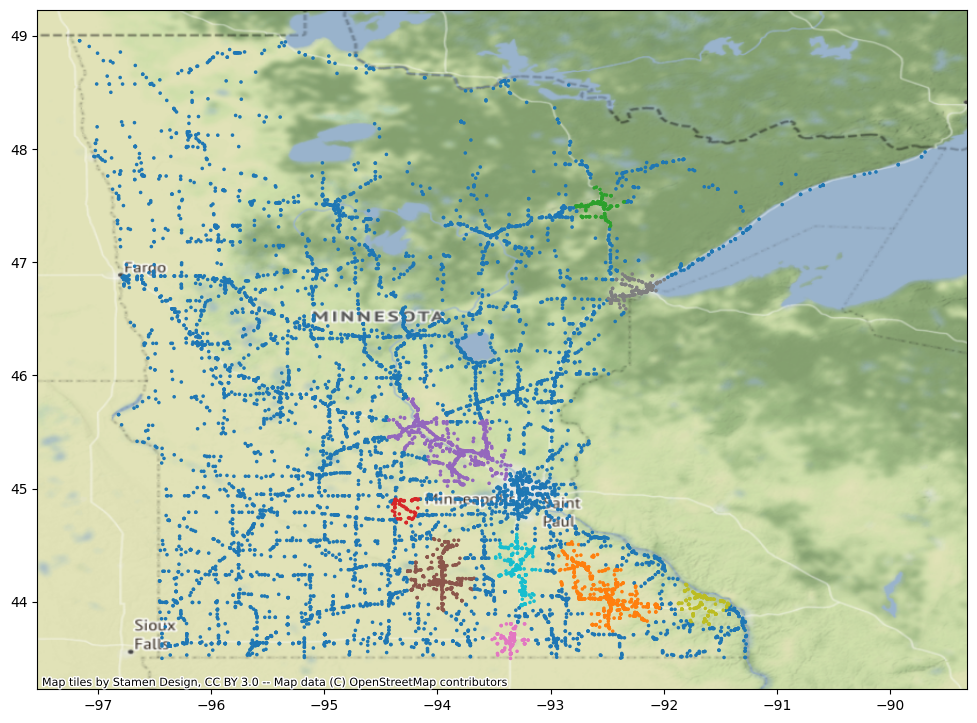 49
48
47
46
45
44
Fargo
MINNESOTA
Minneapolis
Saint
Paul
Sioux
Falls
Map tiles by Stamen Design, CC BY 3.0 -- Map data (C) OpenStreetMap contributors
−97 −96 −95 −94 −93 −92 −91 −90